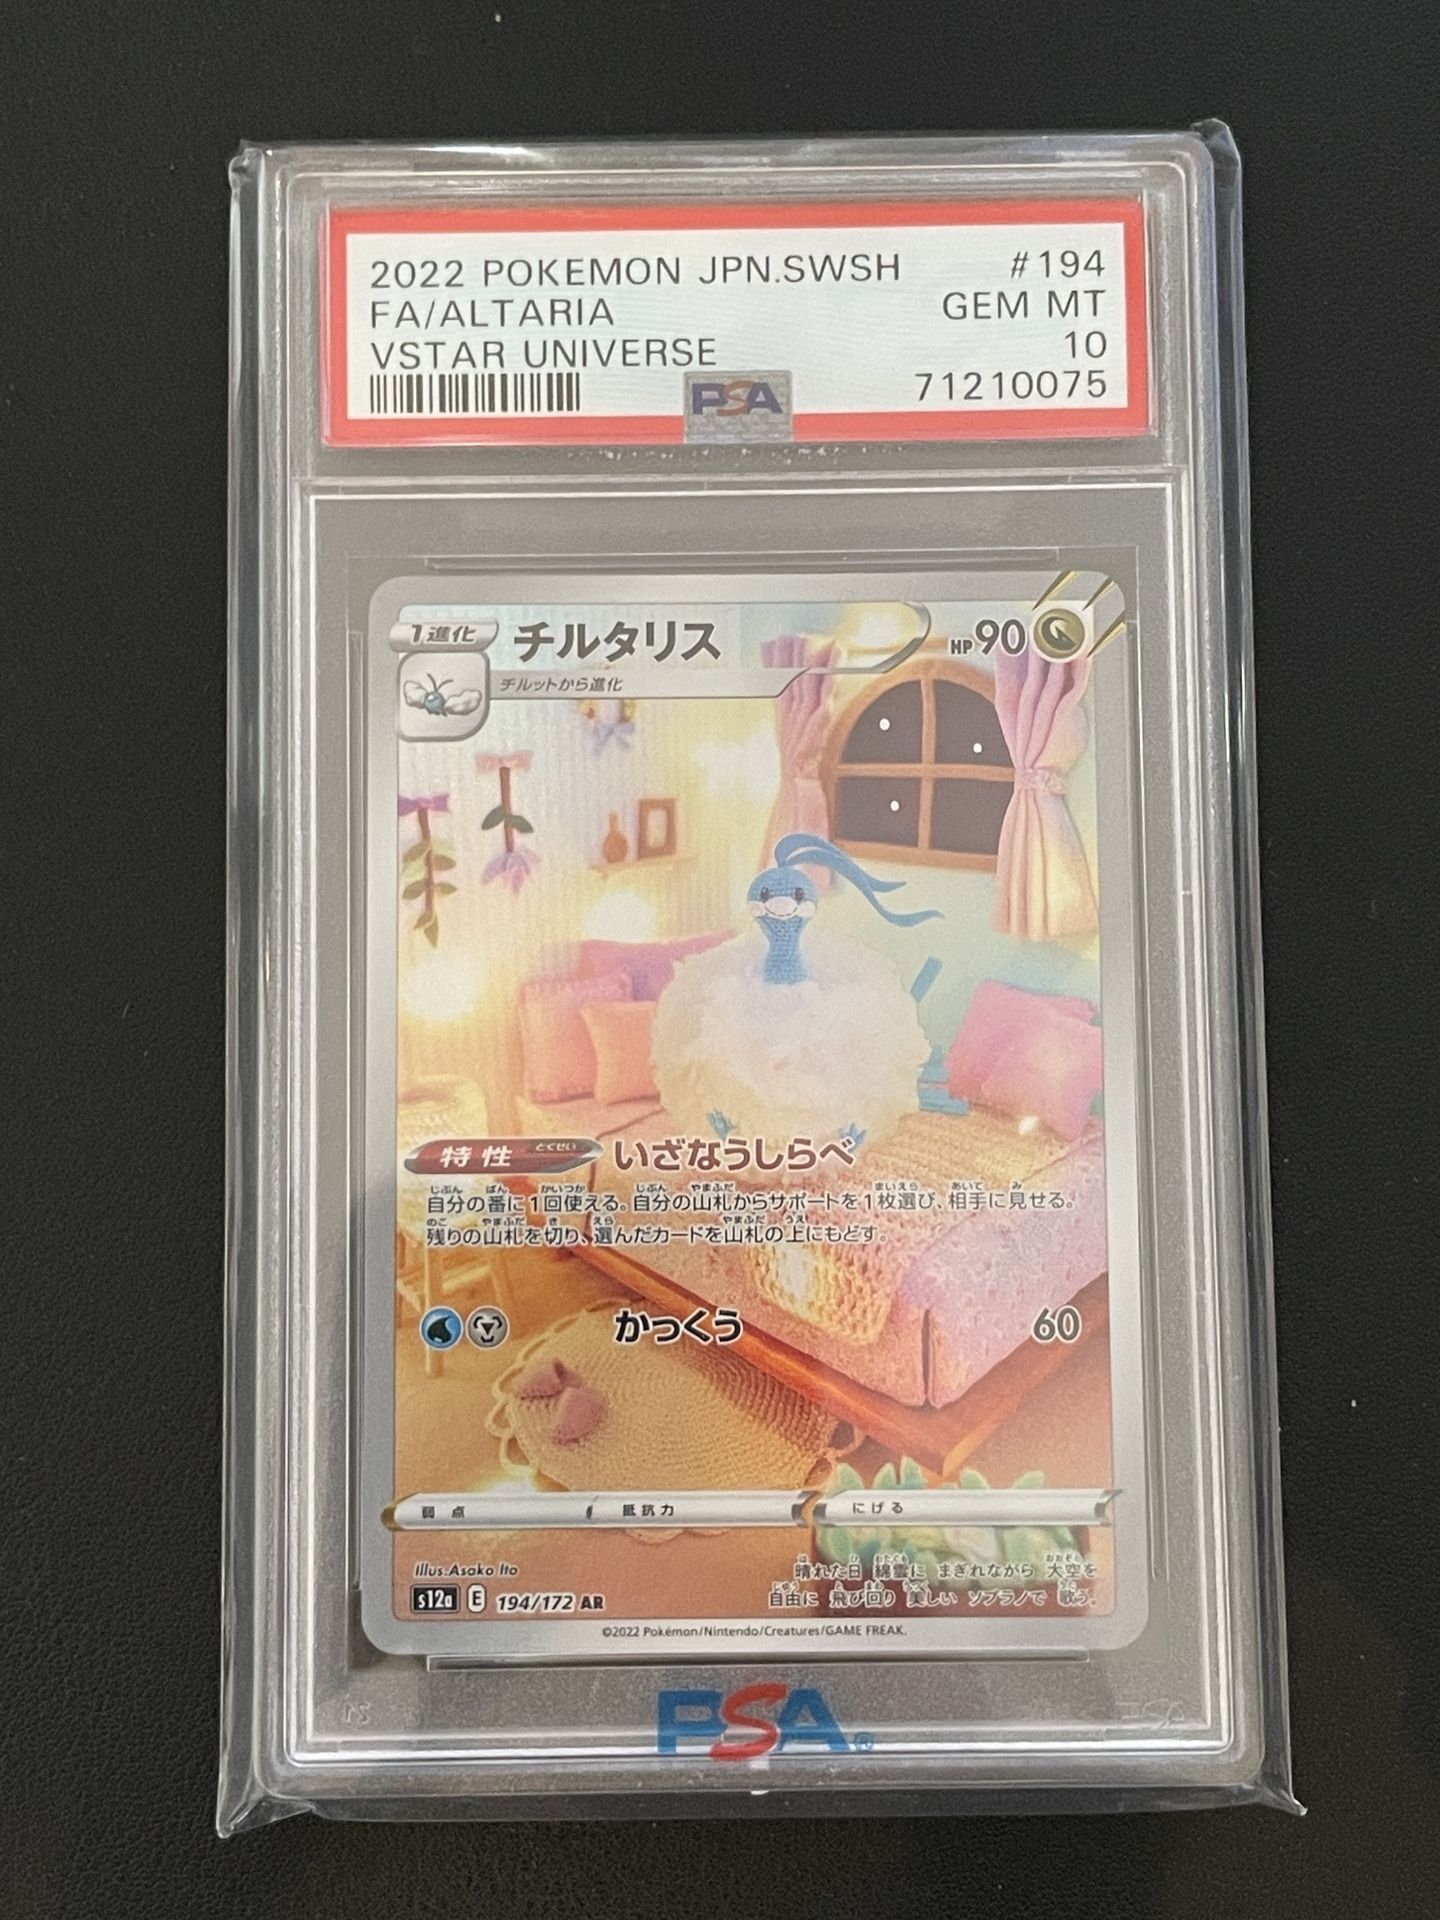 2022 POKEMON JPN.SWSH #194
FA/ALTARIA GEM MT
VSTAR UNIVERSE 10
PSA 71210075
1進化 チルタリス HP90
チルットから進化
特性 とくせい いざなうしらべ
自分の番に1回使える。自分の山札からサポートを1枚選び、相手に見せる。
残りの山札を切り、選んだカードを山札の上にもどす。
かっくう 60
弱点 抵抗力 にげる
Illus.Asako Ito
晴れた日 綿雲に まぎれながら 大空を
自由に 飛び回り 美しい ソプラノで 歌う。
s12a E 194/172 AR
©2022 Pokémon/Nintendo/Creatures/GAME FREAK.
PSA®